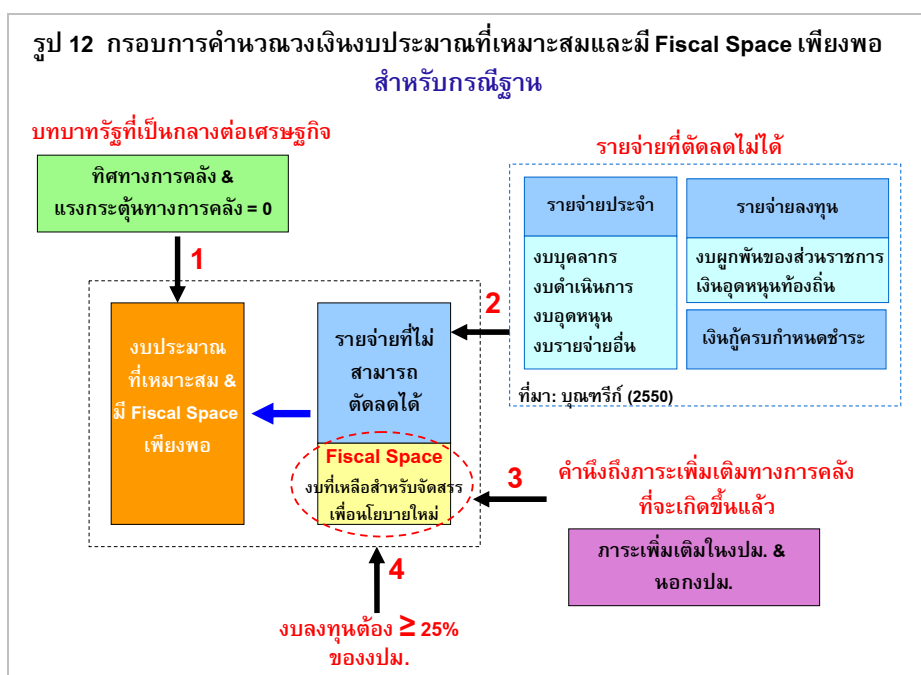 รูป 12 กรอบการคำนวณวงเงินงบประมาณที่เหมาะสมและมี Fiscal Space เพียงพอ
สำหรับกรณีฐาน
บทบาทรัฐที่เป็นกลางต่อเศรษฐกิจ
ทิศทางการคลัง &
แรงกระตุ้นทางการคลัง = 0
1
รายจ่ายที่ตัดลดไม่ได้
รายจ่ายประจำ
งบบุคลากร
งบดำเนินการ
งบอุดหนุน
งบรายจ่ายอื่น
รายจ่ายลงทุน
งบผูกพันของส่วนราชการ
เงินอุดหนุนท้องถิ่น
เงินกู้ครบกำหนดชำระ
ที่มา: บุณฑรีก์ (2550)
2
งบประมาณ
ที่เหมาะสม &
มี Fiscal Space
เพียงพอ
รายจ่ายที่ไม่
สามารถ
ตัดลดได้
Fiscal Space
งบที่เหลือสำหรับจัดสรร
เพื่อนโยบายใหม่
3
คำนึงถึงภาระเพิ่มเติมทางการคลัง
ที่จะเกิดขึ้นแล้ว
ภาระเพิ่มเติมในงปม. &
นอกงปม.
4
งบลงทุนต้อง ≥ 25%
ของงปม.